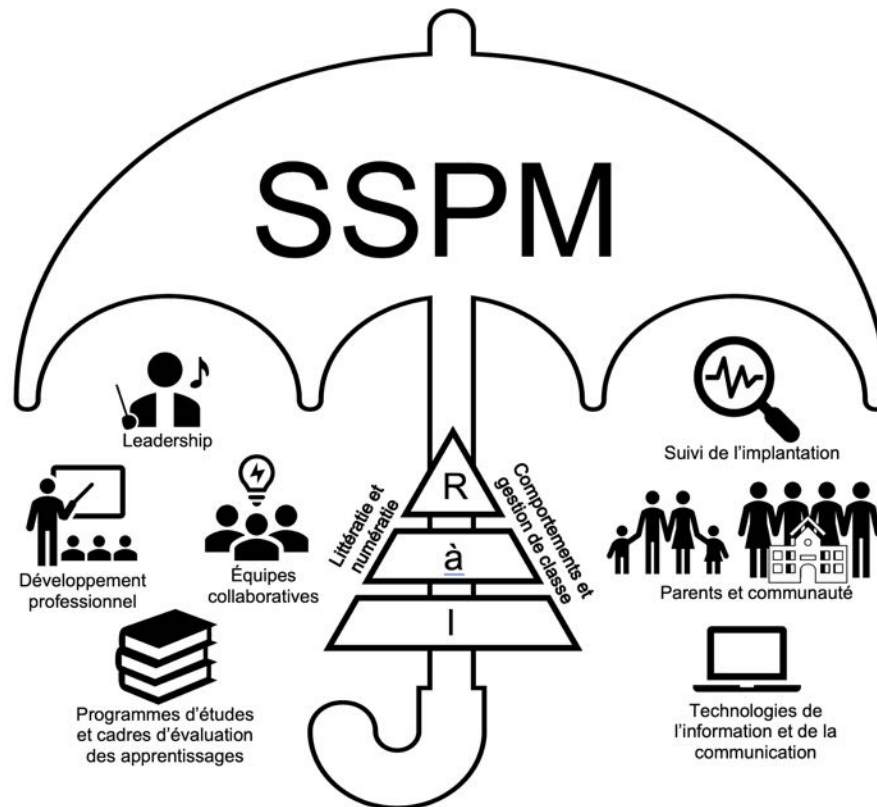 SSPM
Leadership
Développement
professionnel
Équipes
collaboratives
Programmes d'études
et cadres d'évaluation
des apprentissages
Littératie et
numératie
R
à
I
Comportements et
gestion de classe
Suivi de l'implantation
Parents et communauté
Technologies de
l'information et de la
communication